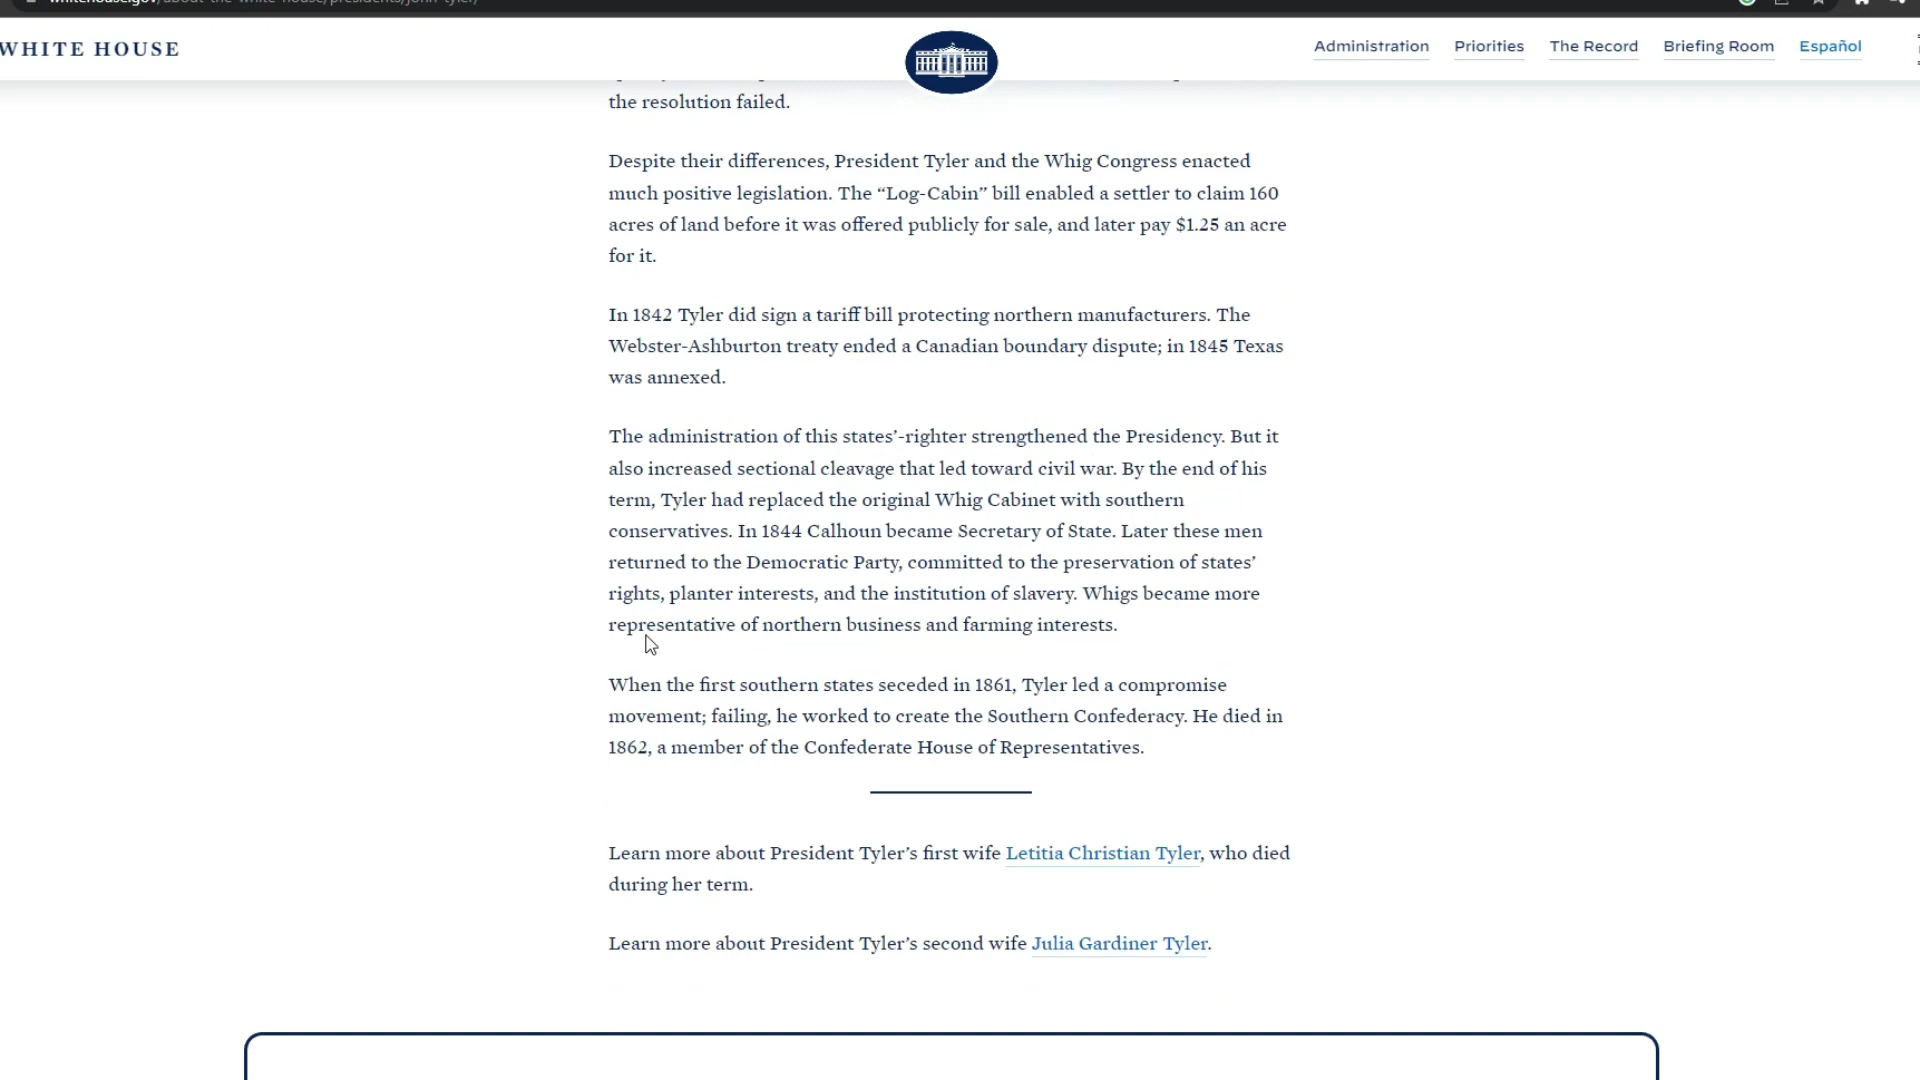 whitehouse.gov/about-the-white-house/presidents/john-tyler/
WHITE HOUSE
Administration
Priorities
The Record
Briefing Room
Español
the resolution failed.
Despite their differences, President Tyler and the Whig Congress enacted
much positive legislation. The “Log-Cabin” bill enabled a settler to claim 160
acres of land before it was offered publicly for sale, and later pay $1.25 an acre
for it.
In 1842 Tyler did sign a tariff bill protecting northern manufacturers. The
Webster-Ashburton treaty ended a Canadian boundary dispute; in 1845 Texas
was annexed.
The administration of this states’-righter strengthened the Presidency. But it
also increased sectional cleavage that led toward civil war. By the end of his
term, Tyler had replaced the original Whig Cabinet with southern
conservatives. In 1844 Calhoun became Secretary of State. Later these men
returned to the Democratic Party, committed to the preservation of states’
rights, planter interests, and the institution of slavery. Whigs became more
representative of northern business and farming interests.
When the first southern states seceded in 1861, Tyler led a compromise
movement; failing, he worked to create the Southern Confederacy. He died in
1862, a member of the Confederate House of Representatives.
Learn more about President Tyler’s first wife Letitia Christian Tyler, who died
during her term.
Learn more about President Tyler’s second wife Julia Gardiner Tyler.